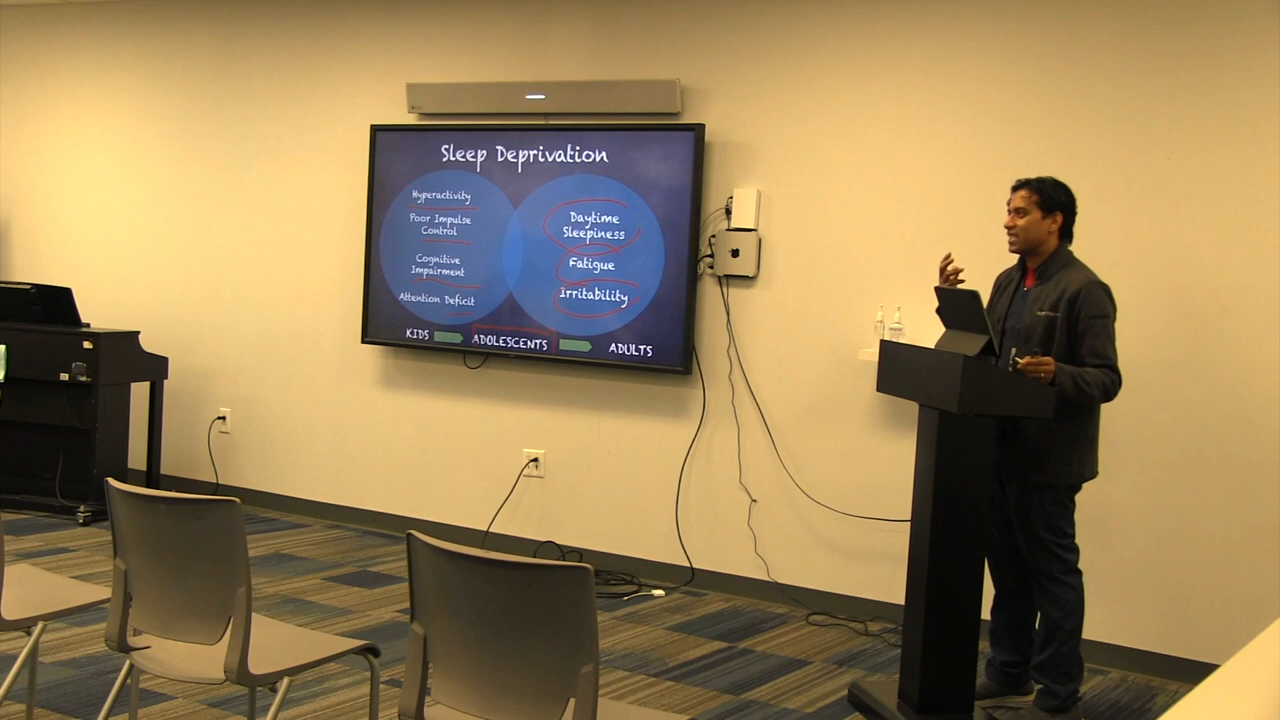 Sleep Deprivation
Hyperactivity
Poor Impulse
Control
Cognitive
Impairment
Attention Deficit
Daytime
Sleepiness
Fatigue
Irritability
KIDS
ADOLESCENTS
ADULTS